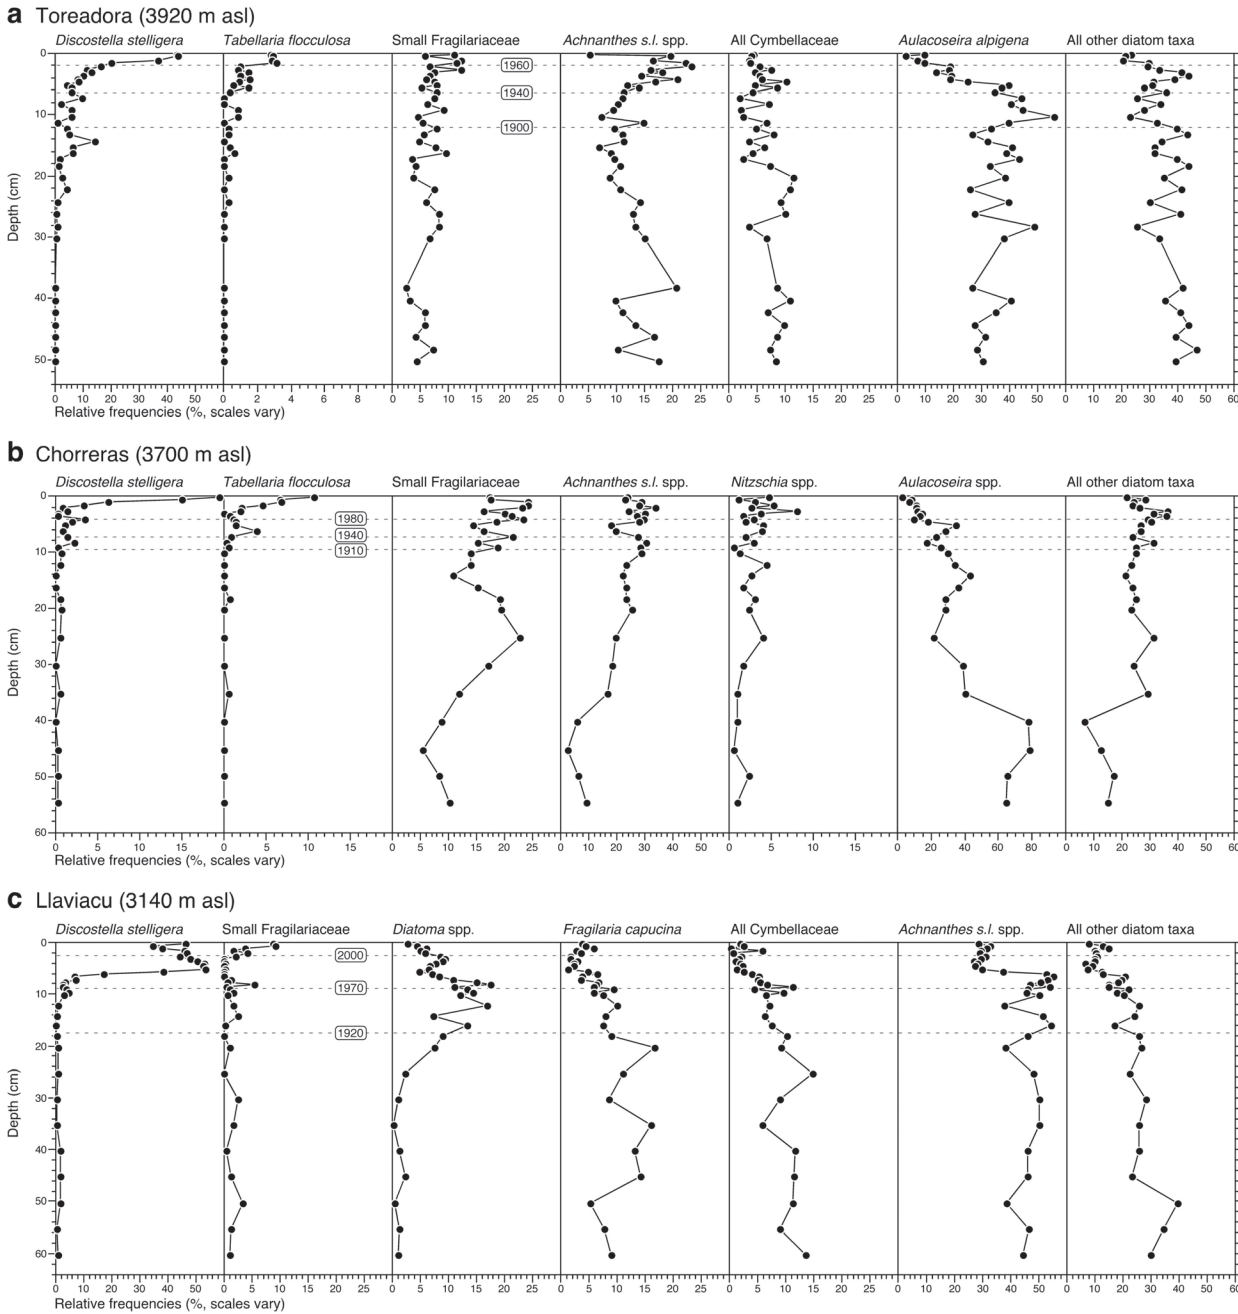 a Toreadora (3920 m asl)
Discostella stelligera Tabellaria flocculosa Small Fragilariaceae Achnanthes s.l. spp. All Cymbellaceae Aulacoseira alpigena All other diatom taxa
0
1960
1940
10
1900
20
30
40
50
Depth (cm)
0 10 20 30 40 50 0 2 4 6 8 0 5 10 15 20 25 0 5 10 15 20 25 0 5 10 15 20 25 0 10 20 30 40 50 0 10 20 30 40 50 60
Relative frequencies (%, scales vary)
b Chorreras (3700 m asl)
Discostella stelligera Tabellaria flocculosa Small Fragilariaceae Achnanthes s.l. spp. Nitzschia spp. Aulacoseira spp. All other diatom taxa
0
1980
1940
1910
10
20
30
40
50
60
Depth (cm)
0 5 10 15 0 5 10 15 0 5 10 15 20 25 0 10 20 30 40 50 0 5 10 15 0 20 40 60 80 0 10 20 30 40 50 60
Relative frequencies (%, scales vary)
c Llaviacu (3140 m asl)
Discostella stelligera Small Fragilariaceae Diatoma spp. Fragilaria capucina All Cymbellaceae Achnanthes s.l. spp. All other diatom taxa
0
2000
1970
10
1920
20
30
40
50
60
Depth (cm)
0 10 20 30 40 50 0 5 10 15 20 25 0 5 10 15 20 25 0 5 10 15 20 25 0 5 10 15 20 25 0 10 20 30 40 50 0 10 20 30 40 50 60
Relative frequencies (%, scales vary)